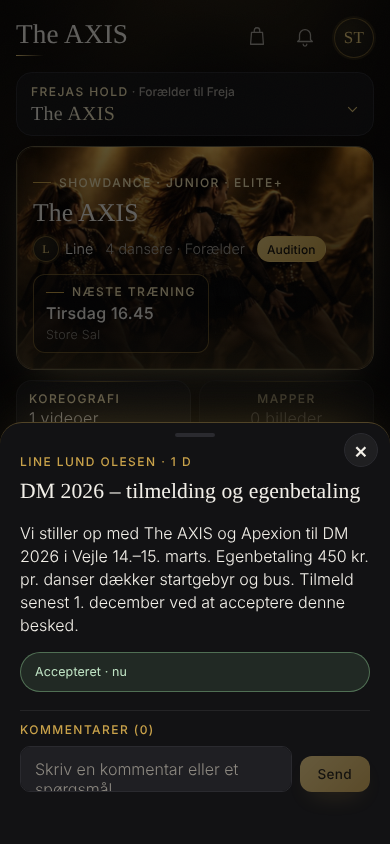 The AXIS
ST
FREJAS HOLD · Forælder til Freja
The AXIS
SHOWDANCE · JUNIOR · ELITE+
The AXIS
L Line 4 dansere · Forælder Audition
NÆSTE TRÆNING
Tirsdag 16.45
Store Sal
KOREOGRAFI
1 videoer
MAPPER
0 billeder
LINE LUND OLESEN · 1 D
DM 2026 – tilmelding og egenbetaling
Vi stiller op med The AXIS og Apexion til DM
2026 i Vejle 14.–15. marts. Egenbetaling 450 kr.
pr. danser dækker startgebyr og bus. Tilmeld
senest 1. december ved at acceptere denne
besked.
Accepteret · nu
KOMMENTARER (0)
Skriv en kommentar eller et
spørgsmål
Send